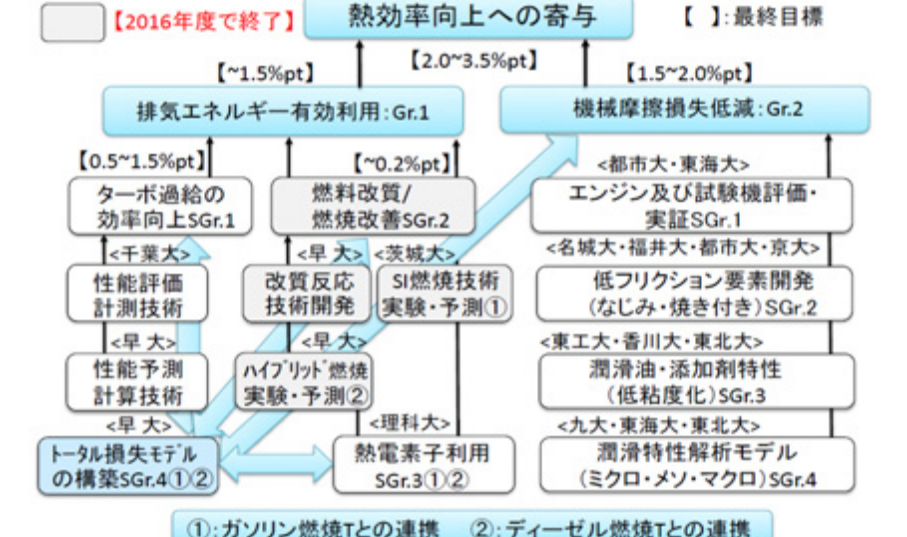 【2016年度で終了】
熱効率向上への寄与
【 】:最終目標
【~1.5%pt】
【2.0~3.5%pt】
【1.5~2.0%pt】
排気エネルギー有効利用:Gr.1
機械摩擦損失低減:Gr.2
【0.5~1.5%pt】
【~0.2%pt】
<都市大・東海大>
ターボ過給の
効率向上SGr.1
燃料改質/
燃焼改善SGr.2
エンジン及び試験機評価・
実証SGr.1
<千葉大>
<早 大>
<茨城大>
<名城大・福井大・都市大・京大>
性能評価
計測技術
改質反応
技術開発
SI燃焼技術
実験・予測①
低フリクション要素開発
(なじみ・焼き付き)SGr.2
<早 大>
<早 大>
<東工大・香川大・東北大>
性能予測
計算技術
ハイブリッド燃焼
実験・予測②
潤滑油・添加剤特性
(低粘度化)SGr.3
<早 大>
<理科大>
<九大・東海大・東北大>
トータル損失モデル
の構築SGr.4①②
熱電素子利用
SGr.3①②
潤滑特性解析モデル
(ミクロ・メソ・マクロ)SGr.4
①:ガソリン燃焼Tとの連携 ②:ディーゼル燃焼Tとの連携